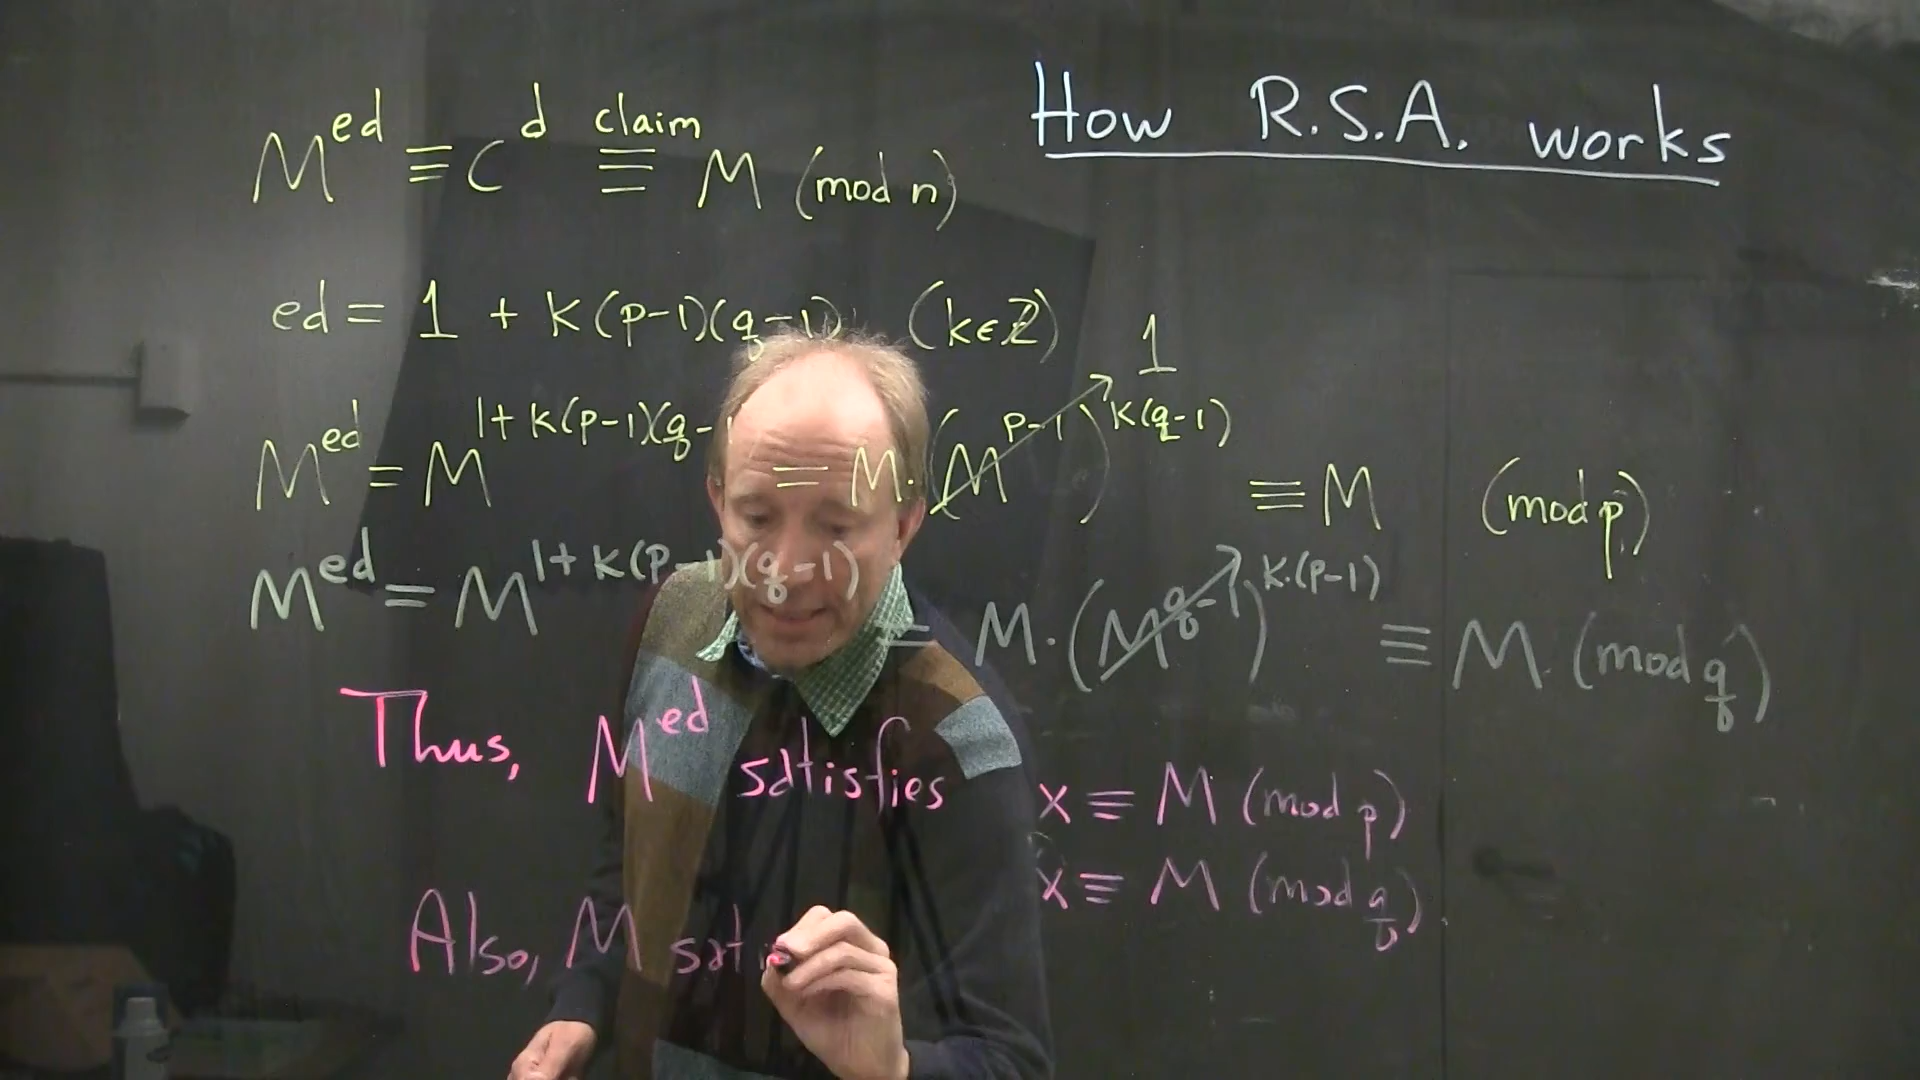 How R.S.A. works
M^ed ≡ C^d ≡ M (mod n)
claim
ed = 1 + k(p-1)(q-1) (k∈ℤ)
M^ed = M^1+k(p-1)(q-1 = M·(M^p-1)^k(q-1) ≡ M (mod p)
1
M^ed = M^1+k(p-1)(q-1) = M·(M^q-1)^k·(p-1) ≡ M (mod q)
Thus, M^ed satisfies x ≡ M (mod p)
x ≡ M (mod q)
Also, M sati